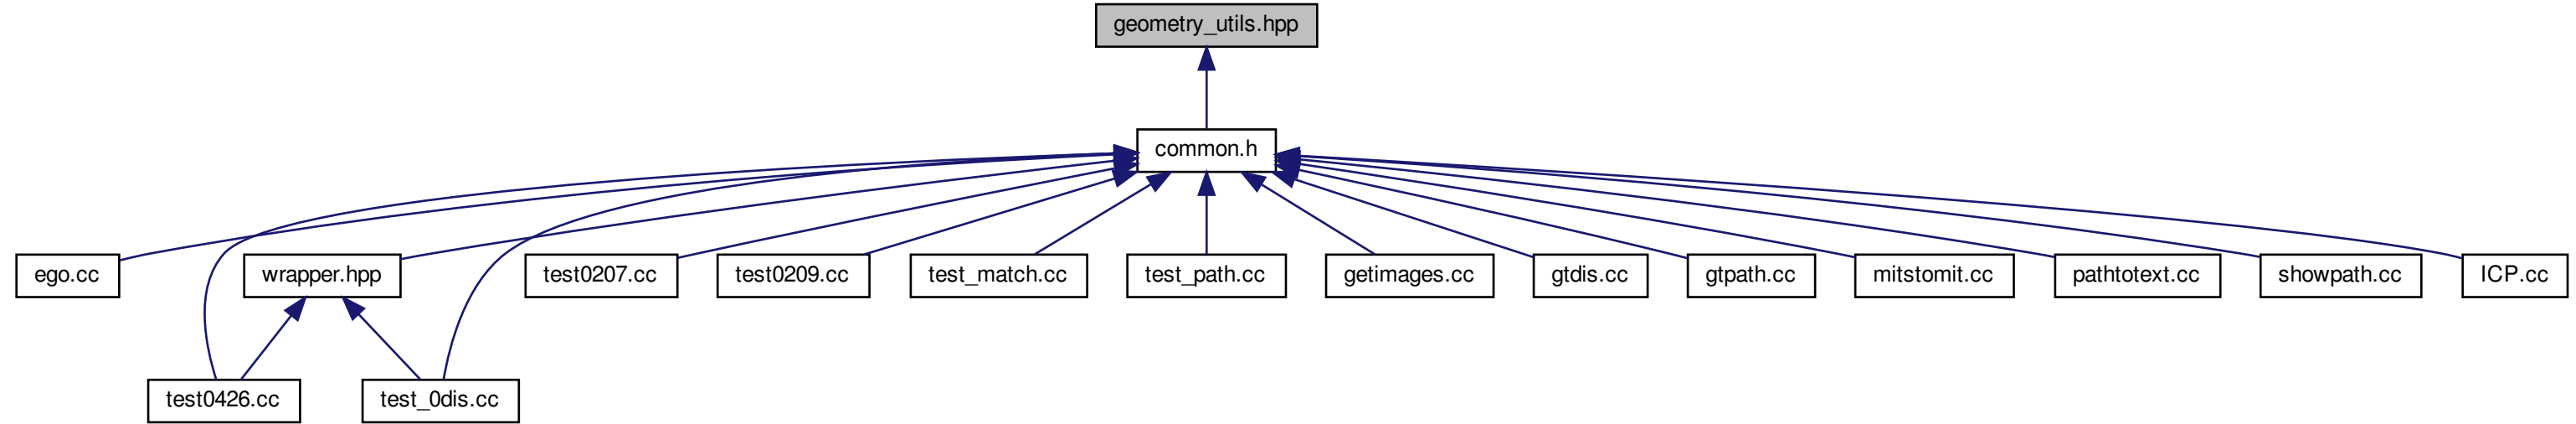 geometry_utils.hpp
common.h
ego.cc
wrapper.hpp
test0207.cc
test0209.cc
test_match.cc
test_path.cc
getimages.cc
gtdis.cc
gtpath.cc
mitstomit.cc
pathtotext.cc
showpath.cc
ICP.cc
test0426.cc
test_0dis.cc